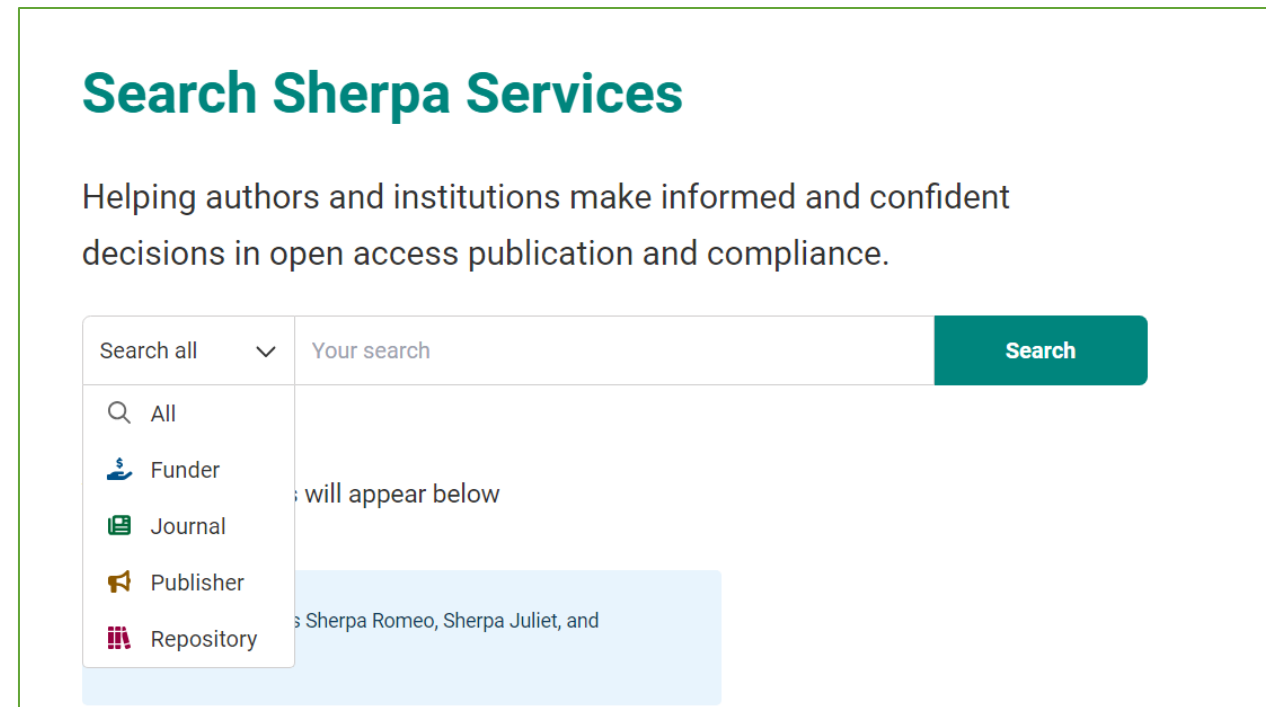 Search Sherpa Services
Helping authors and institutions make informed and confident
decisions in open access publication and compliance.
Search all
Your search
Search
All
Funder
Journal
Publisher
Repository
will appear below
Sherpa Romeo, Sherpa Juliet, and